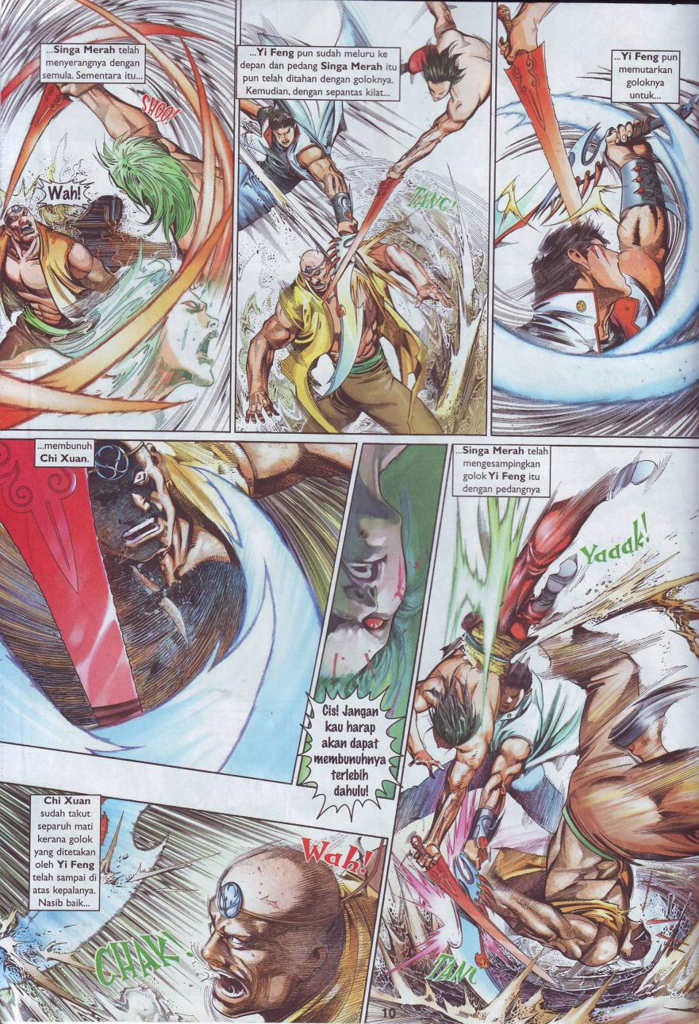 ...Singa Merah telah
menyerangnya dengan
semula. Sementara itu...
SHOO!
Wah!
...Yi Feng pun sudah meluru ke
depan dan pedang Singa Merah itu
pun telah ditahan dengan goloknya.
Kemudian, dengan sepantas kilat...
TANG!
...Yi Feng pun
memutarkan
goloknya
untuk...
...membunuh
Chi Xuan.
Cis! Jangan
kau harap
akan dapat
membunuhnya
terlebih
dahulu!
...Singa Merah telah
mengesampingkan
golok Yi Feng itu
dengan pedangnya
Yaaak!
TANG!
Chi Xuan
sudah takut
separuh mati
kerana golok
yang ditetakan
oleh Yi Feng
telah sampai di
atas kepalanya.
Nasib baik...
Wah!
CHAK!
10